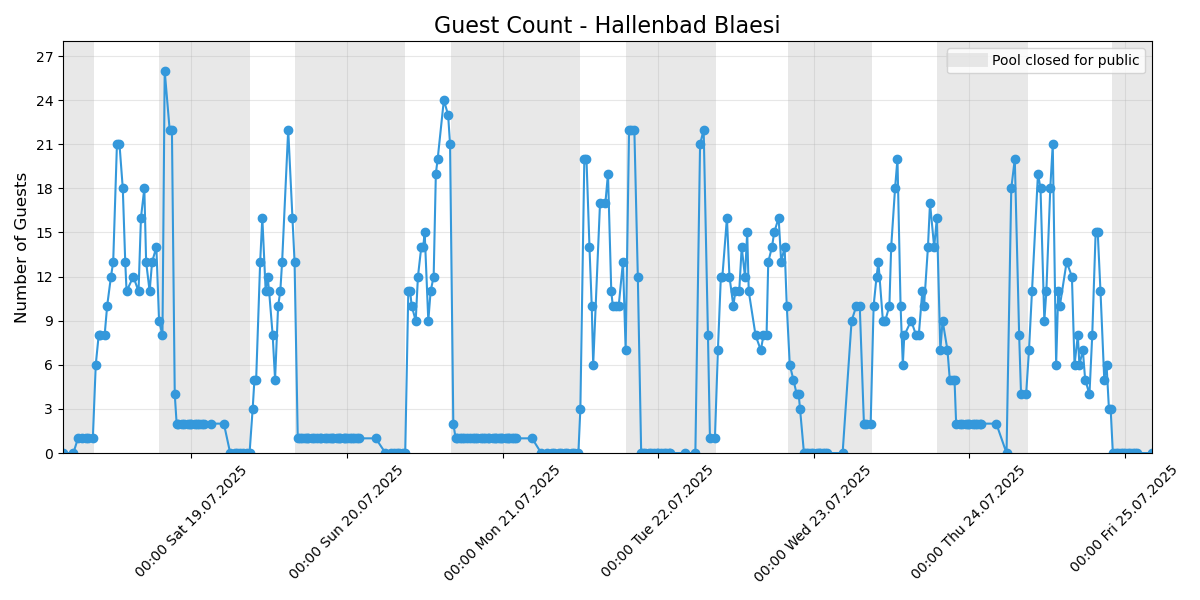 Guest Count - Hallenbad Blaesi
Pool closed for public
Number of Guests
27
24
21
18
15
12
9
6
3
0
00:00 Sat 19.07.2025
00:00 Sun 20.07.2025
00:00 Mon 21.07.2025
00:00 Tue 22.07.2025
00:00 Wed 23.07.2025
00:00 Thu 24.07.2025
00:00 Fri 25.07.2025